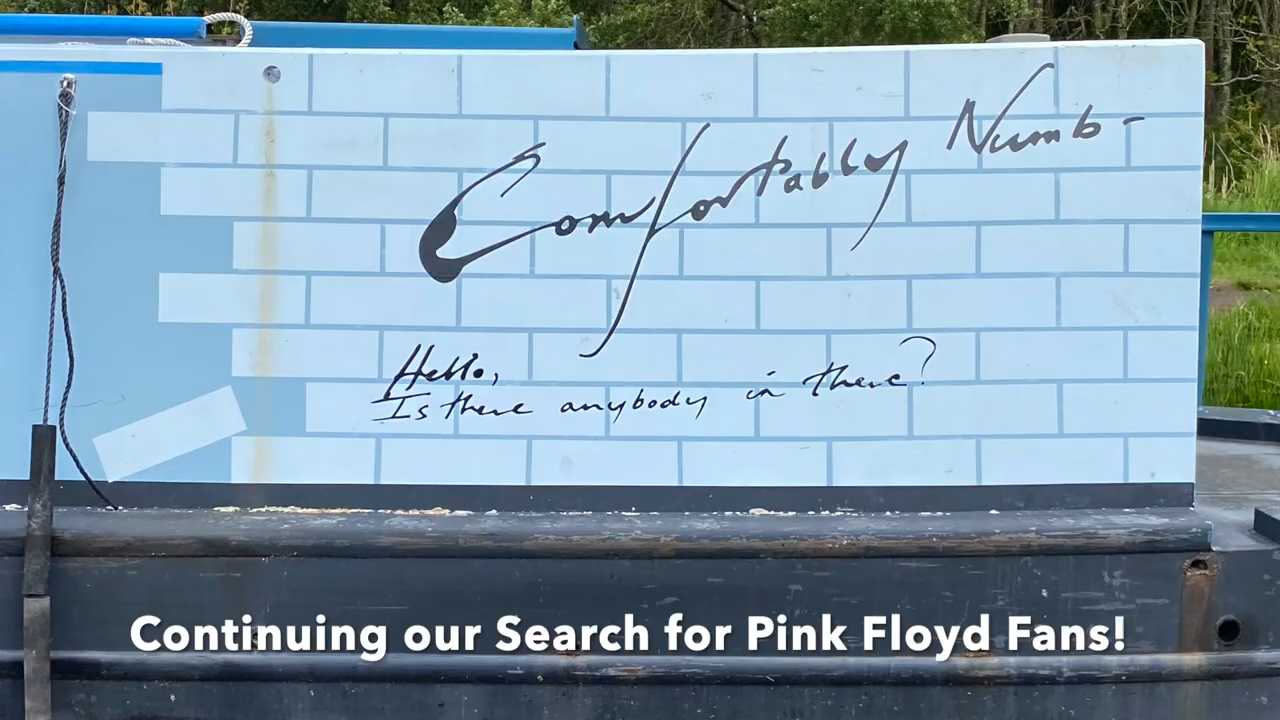 Comfortably Numb-
Hello,
Is there anybody in there?
Continuing our Search for Pink Floyd Fans!